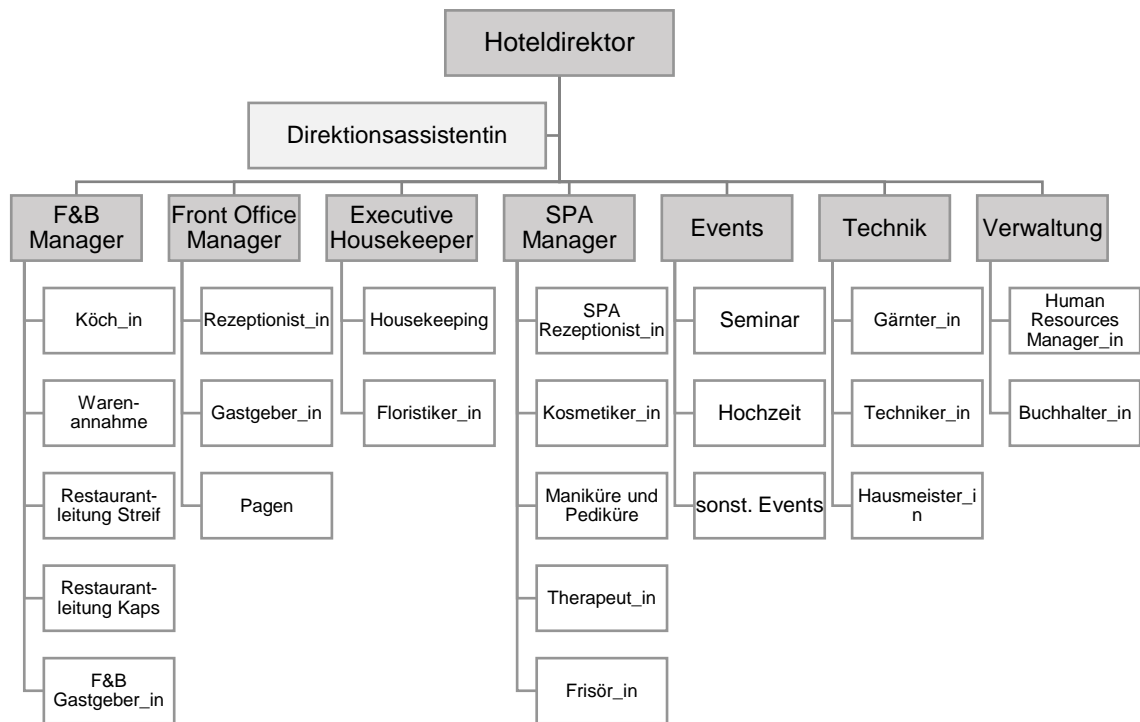 Hoteldirektor
Direktionsassistentin
F&B
Manager
Front Office
Manager
Executive
Housekeeper
SPA
Manager
Events
Technik
Verwaltung
Köch_in
Waren-
annahme
Restaurant-
leitung Streif
Restaurant-
leitung Kaps
F&B
Gastgeber_in
Rezeptionist_in
Gastgeber_in
Pagen
Housekeeping
Floristiker_in
SPA
Rezeptionist_in
Kosmetiker_in
Maniküre und
Pediküre
Therapeut_in
Frisör_in
Seminar
Hochzeit
sonst. Events
Gärnter_in
Techniker_in
Hausmeister_i
n
Human
Resources
Manager_in
Buchhalter_in